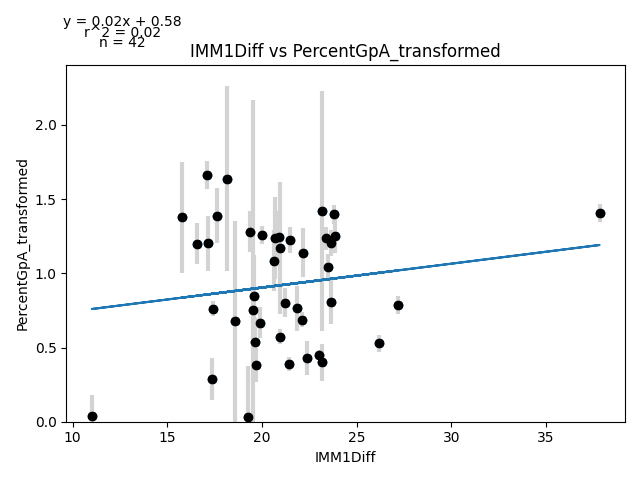 y = 0.02x + 0.58
r^2 = 0.02
n = 42
IMM1Diff vs PercentGpA_transformed
PercentGpA_transformed
2.0
1.5
1.0
0.5
0.0
10 15 20 25 30 35
IMM1Diff